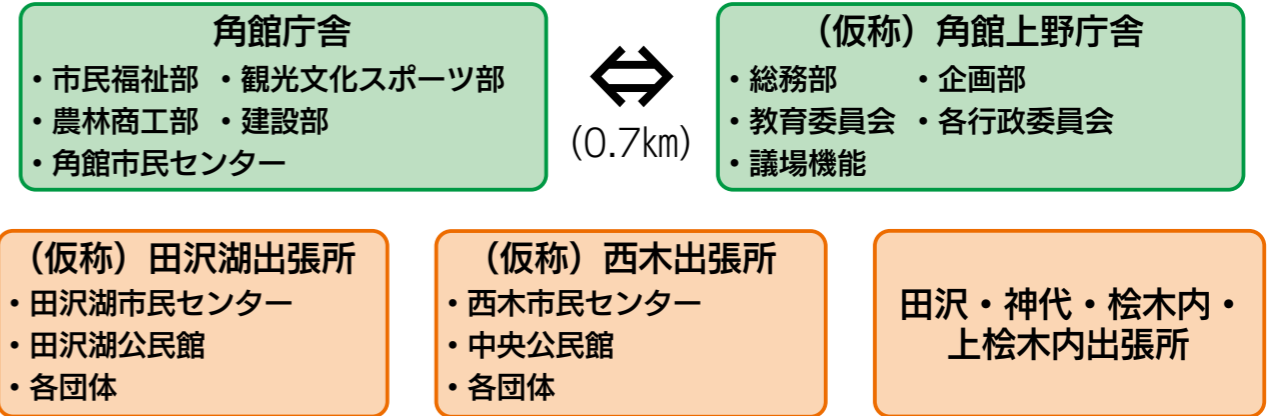 角館庁舎
・市民福祉部 ・観光文化スポーツ部
・農林商工部 ・建設部
・角館市民センター
(0.7km)
（仮称）角館上野庁舎
・総務部 ・企画部
・教育委員会 ・各行政委員会
・議場機能
（仮称）田沢湖出張所
・田沢湖市民センター
・田沢湖公民館
・各団体
（仮称）西木出張所
・西木市民センター
・中央公民館
・各団体
田沢・神代・桧木内・
上桧木内出張所